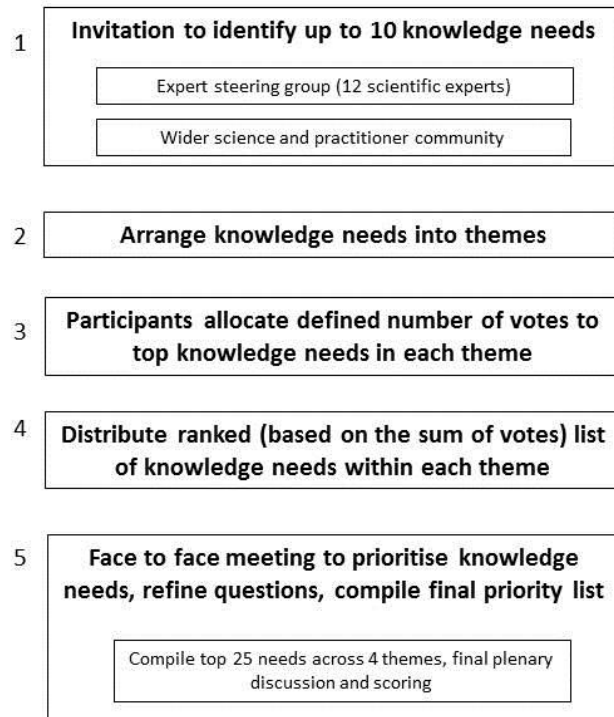 1
Invitation to identify up to 10 knowledge needs
Expert steering group (12 scientific experts)
Wider science and practitioner community
2
Arrange knowledge needs into themes
3
Participants allocate defined number of votes to
top knowledge needs in each theme
4
Distribute ranked (based on the sum of votes) list
of knowledge needs within each theme
5
Face to face meeting to prioritise knowledge
needs, refine questions, compile final priority list
Compile top 25 needs across 4 themes, final plenary
discussion and scoring